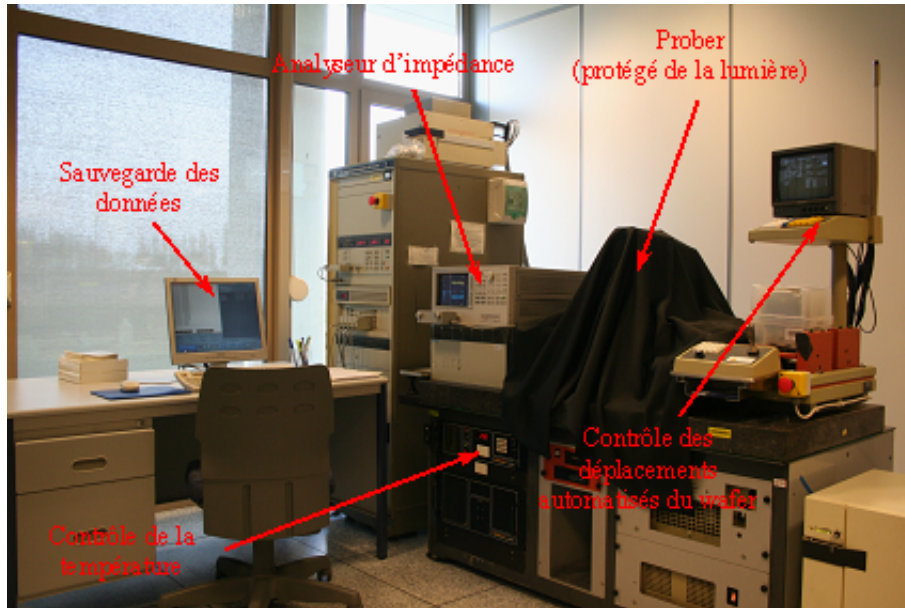 Analyseur d'impédance
Prober
(protégé de la lumière)
Sauvegarde des
données
Contrôle des
déplacements
automatisés du wafer
Contrôle de la
température